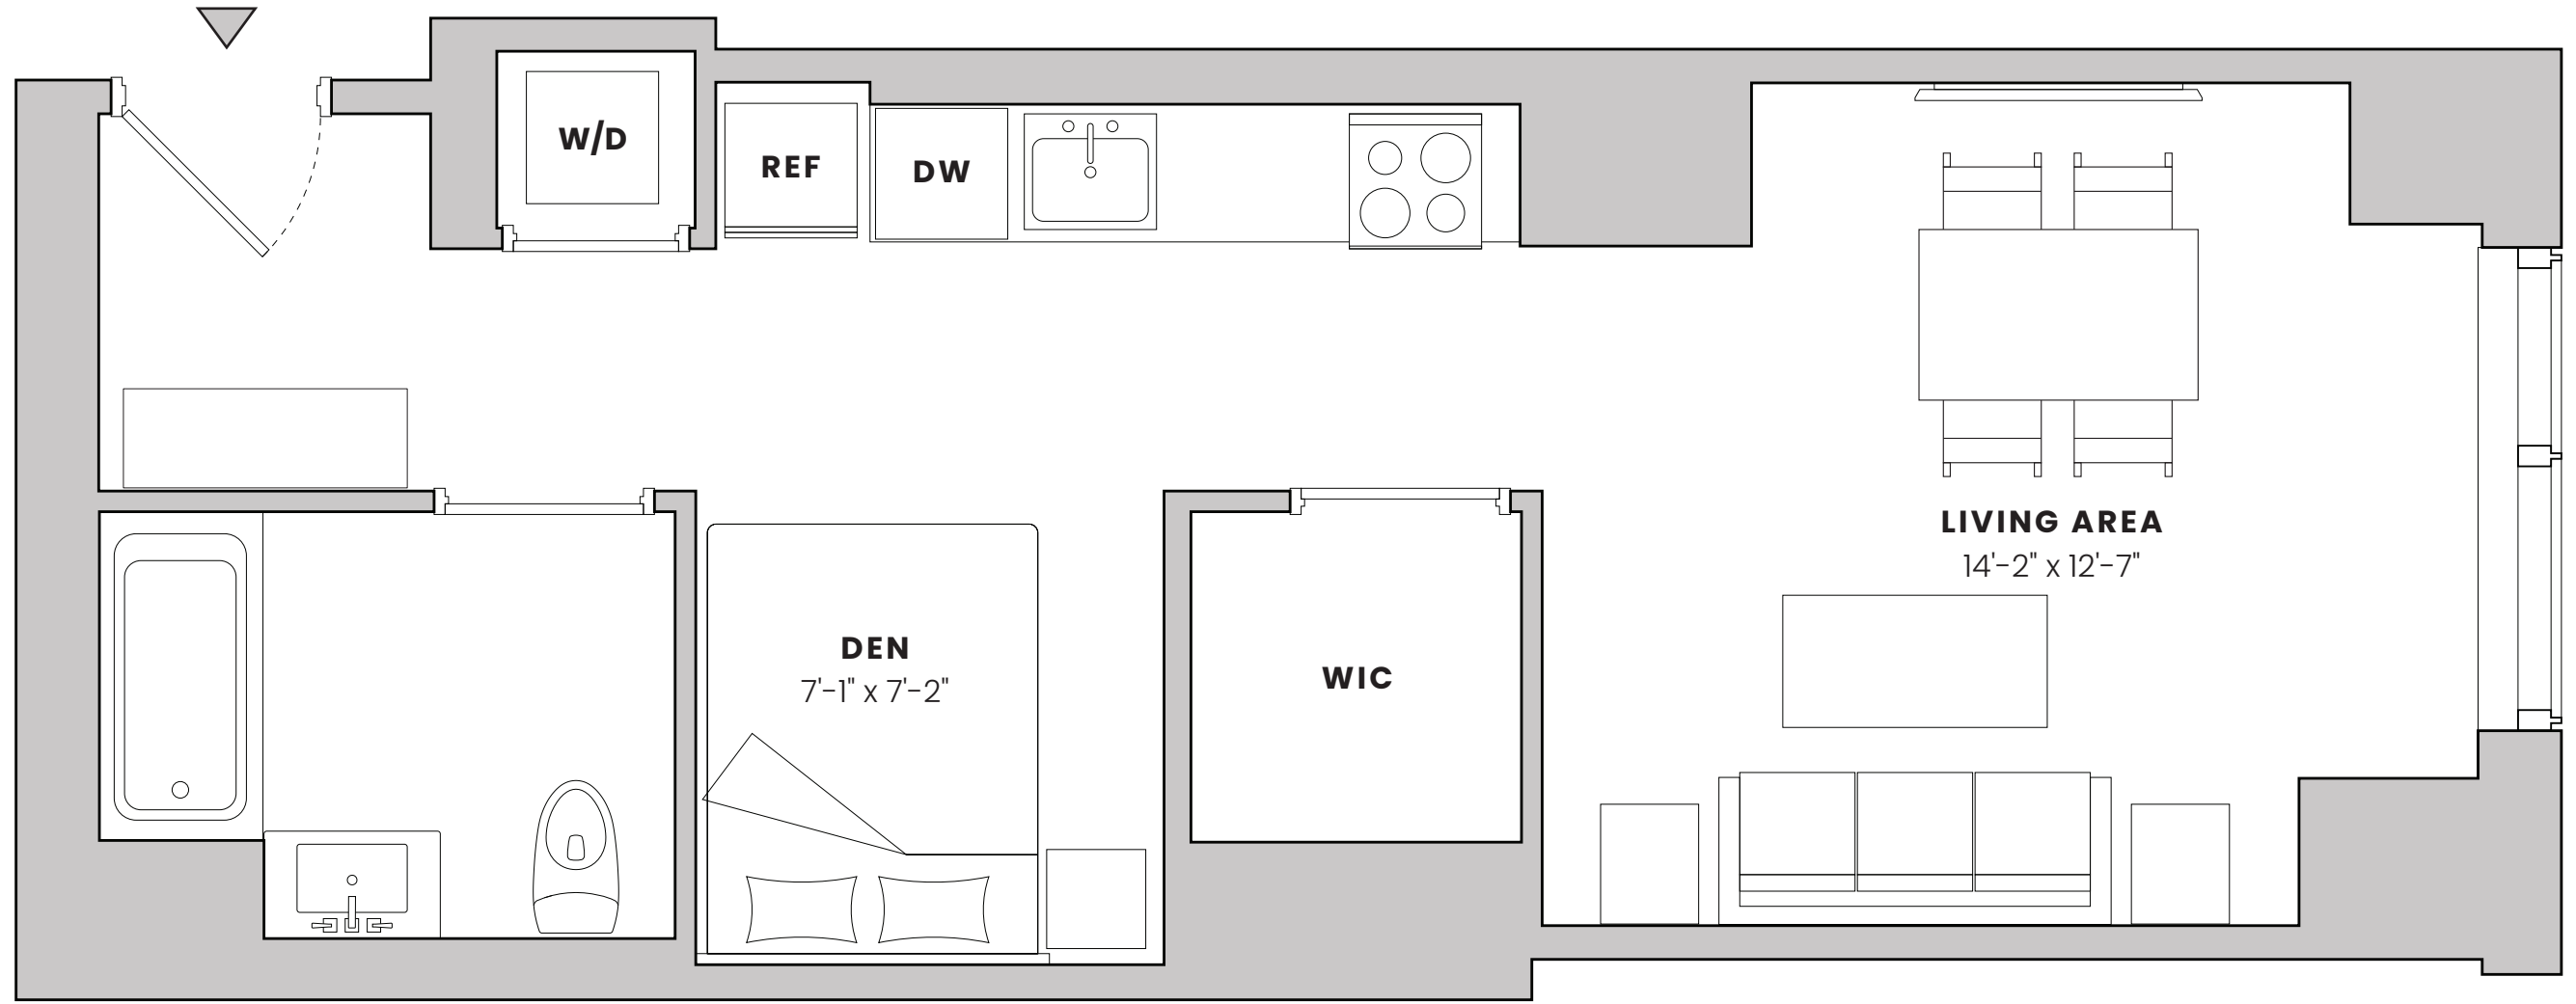 W/D
REF
DW
LIVING AREA
14'-2" x 12'-7"
DEN
7'-1" x 7'-2"
WIC